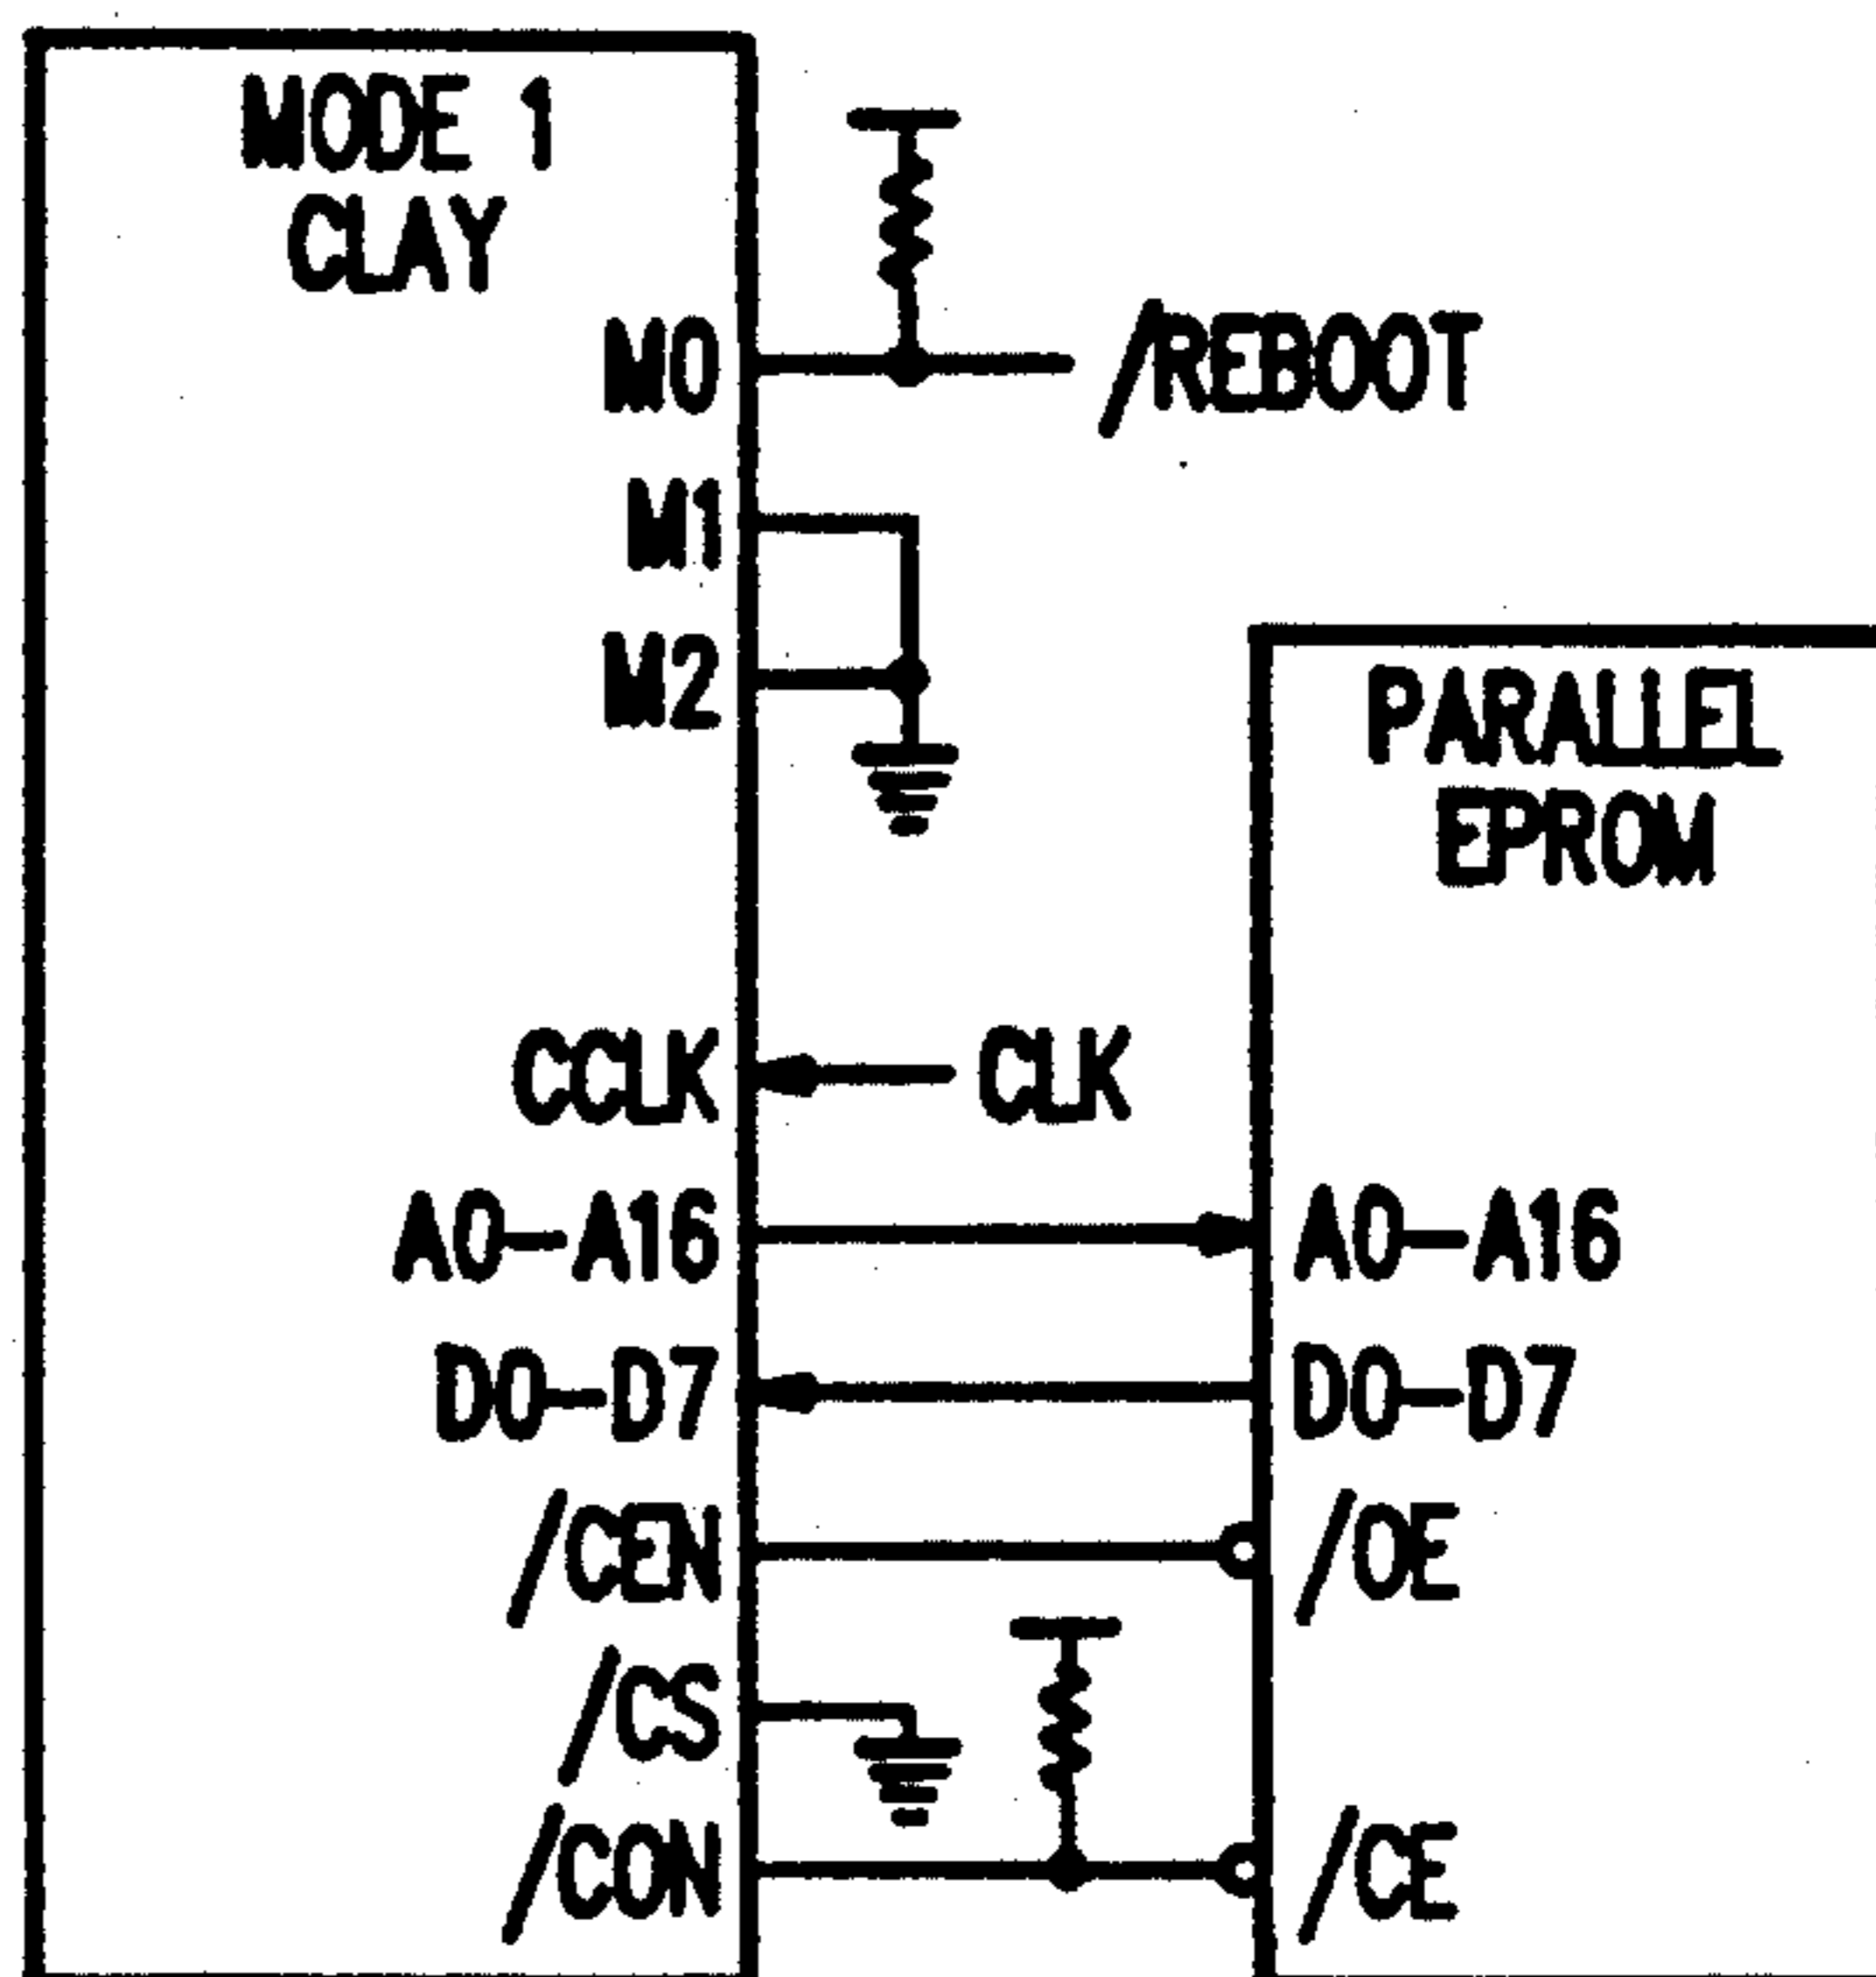 MODE 1
CLAY
M0
/REBOOT
M1
M2
PARALLEL
EPROM
CCLK
CLK
A0-A16
A0-A16
D0-D7
D0-D7
/CEN
/OE
/CS
/CON
/CE